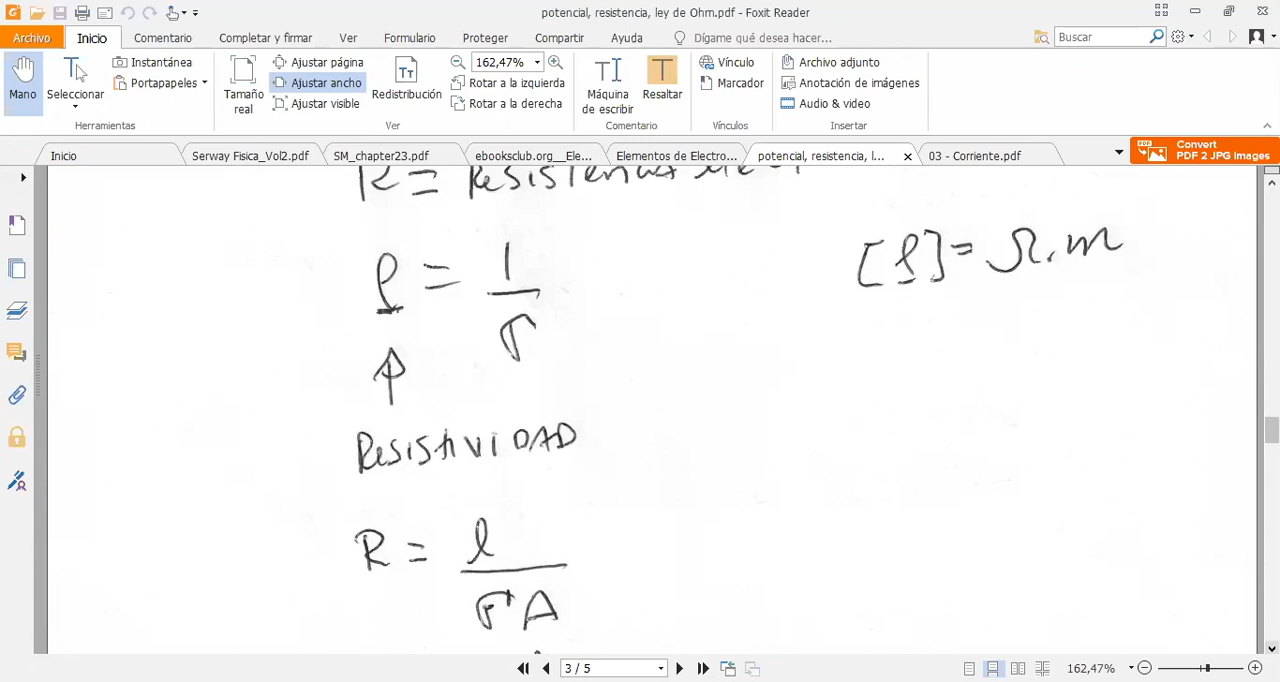 potencial, resistencia, ley de Ohm.pdf - Foxit Reader
Archivo Inicio Comentario Completar y firmar Ver Formulario Proteger Compartir Ayuda Dígame qué desea hacer... Buscar
Mano
Seleccionar
Instantánea
Portapapeles
Herramientas
Tamaño real
Ajustar página
Ajustar ancho
Ajustar visible
Redistribución
162,47%
Rotar a la izquierda
Rotar a la derecha
Ver
Máquina de escribir
Resaltar
Comentario
Vínculo
Marcador
Vínculos
Archivo adjunto
Anotación de imágenes
Audio & video
Insertar
Inicio Serway Fisica_Vol2.pdf SM_chapter23.pdf ebooksclub.org__Ele... Elementos de Electro... potencial, resistencia, l... 03 - Corriente.pdf
Convert
PDF 2 JPG Images
R =
ρ = 1/σ
[ρ] = Ω.m
RESISTIVIDAD
R = l/σA
3 / 5
162,47%